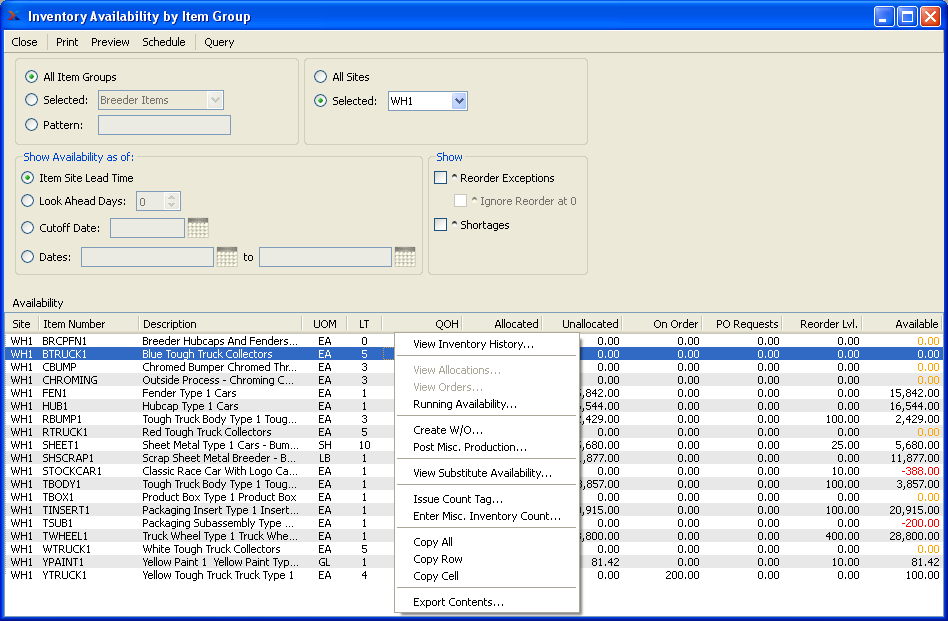 Inventory Availability by Item Group
Close Print Preview Schedule Query
All Item Groups
Selected: Breeder Items
Pattern:
All Sites
Selected: WH1
Show Availability as of:
Item Site Lead Time
Look Ahead Days: 0
Cutoff Date:
Dates: to
Show
^ Reorder Exceptions
^ Ignore Reorder at 0
^ Shortages
Availability
Site Item Number Description UOM LT QOH Allocated Unallocated On Order PO Requests Reorder Lvl. Available
WH1 BRCPFN1 Breeder Hubcaps And Fenders... EA 0 0.00 0.00 0.00 0.00 0.00
WH1 BTRUCK1 Blue Tough Truck Collectors EA 5 0.00 0.00 0.00 0.00 0.00
WH1 CBUMP Chromed Bumper Chromed Thr... EA 3 0.00 0.00 0.00 0.00 0.00
WH1 CHROMING Outside Process - Chroming C... EA 3 0.00 0.00 0.00 0.00 0.00
WH1 FEN1 Fender Type 1 Cars EA 1 ,842.00 0.00 0.00 0.00 15,842.00
WH1 HUB1 Hubcap Type 1 Cars EA 1 ,544.00 0.00 0.00 0.00 16,544.00
WH1 RBUMP1 Tough Truck Body Type 1 Toug... EA 3 ,429.00 0.00 0.00 100.00 2,429.00
WH1 RTRUCK1 Red Tough Truck Collectors EA 5 0.00 0.00 0.00 0.00 0.00
WH1 SHEET1 Sheet Metal Type 1 Cars - Bum... SH 10 ,680.00 0.00 0.00 25.00 5,680.00
WH1 SHSCRAP1 Scrap Sheet Metal Breeder - B... LB 1 ,877.00 0.00 0.00 0.00 11,877.00
WH1 STOCKCAR1 Classic Race Car With Logo Ca... EA 1 0.00 0.00 0.00 10.00 -388.00
WH1 TBODY1 Tough Truck Body Type 1 Toug... EA 1 ,857.00 0.00 0.00 100.00 3,857.00
WH1 TBOX1 Product Box Type 1 Product Box EA 1 0.00 0.00 0.00 0.00 0.00
WH1 TINSERT1 Packaging Insert Type 1 Insert... EA 1 ,915.00 0.00 0.00 100.00 20,915.00
WH1 TSUB1 Packaging Subassembly Type ... EA 1 0.00 0.00 0.00 0.00 -200.00
WH1 TWHEEL1 Truck Wheel Type 1 Truck Whe... EA 1 ,800.00 0.00 0.00 400.00 28,800.00
WH1 WTRUCK1 White Tough Truck Collectors EA 5 0.00 0.00 0.00 0.00 0.00
WH1 YPAINT1 Yellow Paint 1 Yellow Paint Typ... GL 1 81.42 0.00 0.00 10.00 81.42
WH1 YTRUCK1 Yellow Tough Truck Truck Type 1 EA 4 0.00 200.00 0.00 0.00 100.00
View Inventory History...
View Allocations...
View Orders...
Running Availability...
Create W/O...
Post Misc. Production...
View Substitute Availability...
Issue Count Tag...
Enter Misc. Inventory Count...
Copy All
Copy Row
Copy Cell
Export Contents...